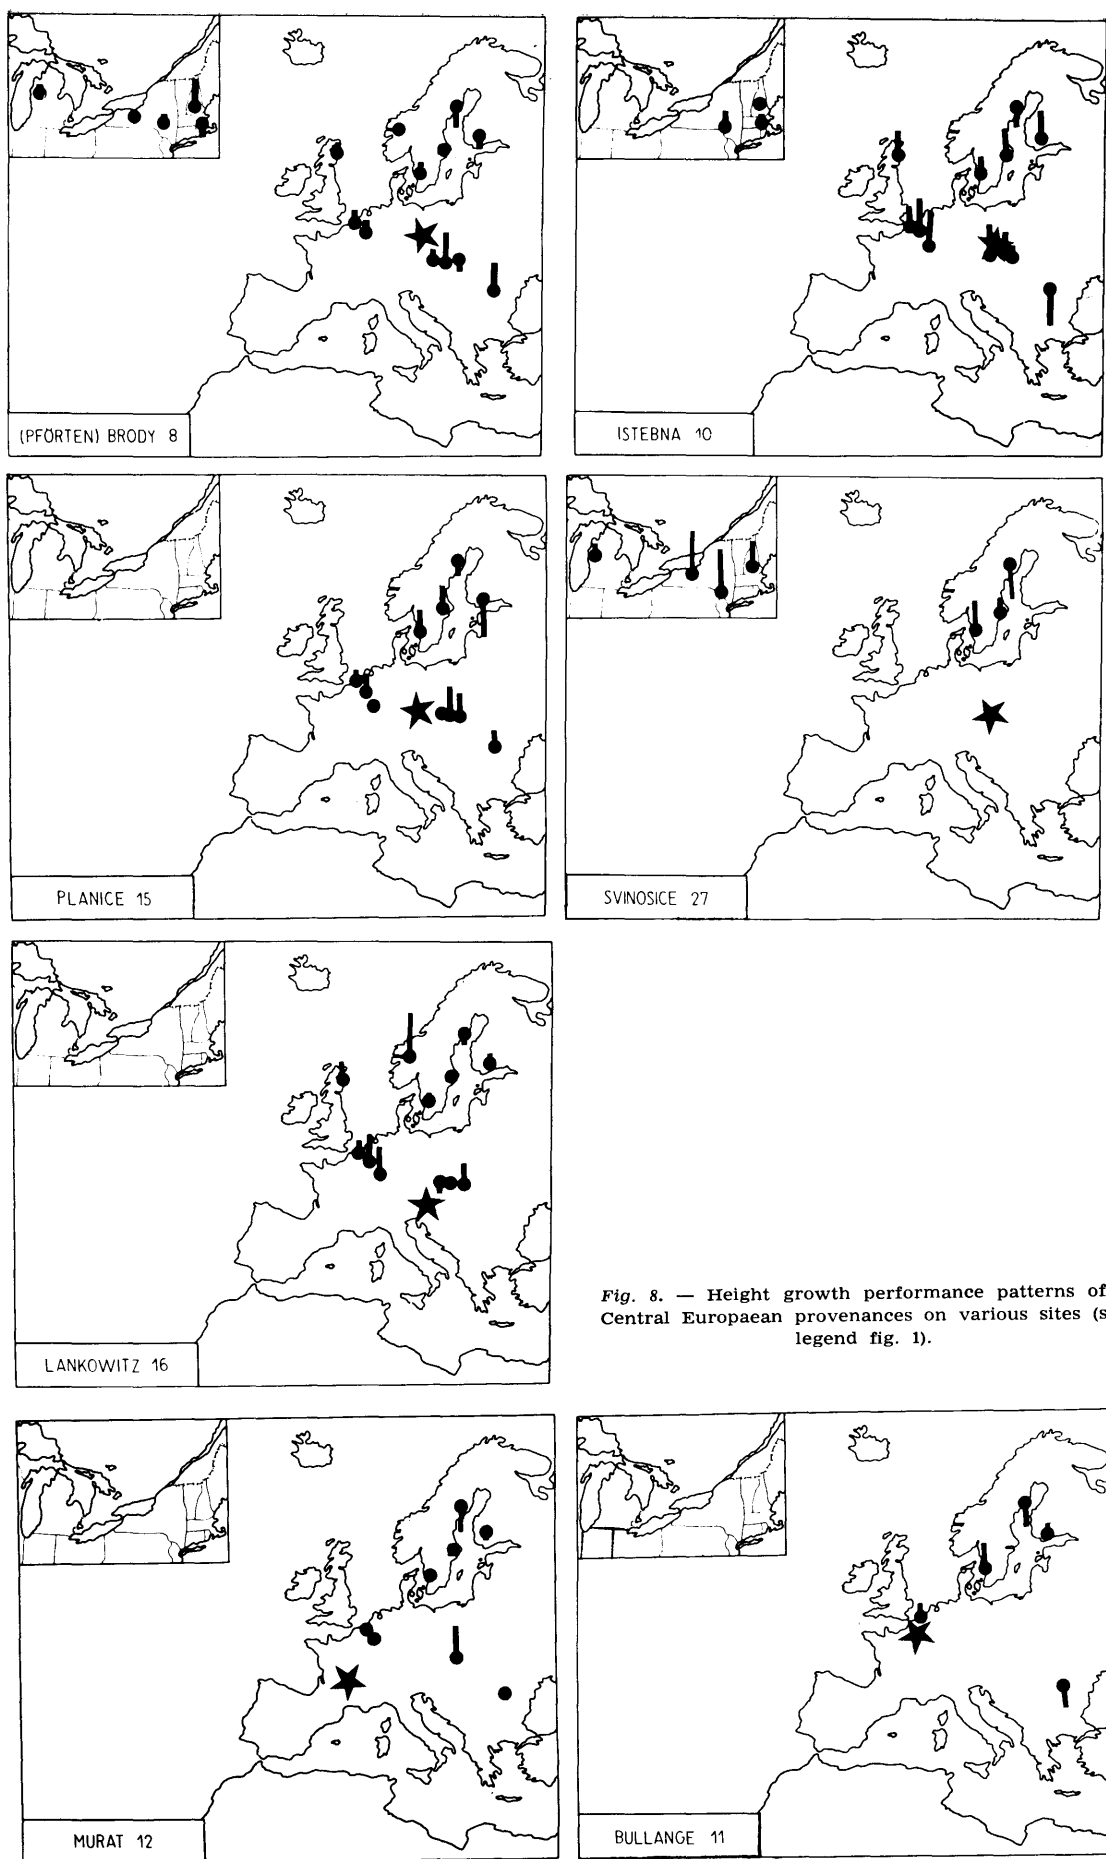 (PFÖRTEN) BRODY 8
ISTEBNA 10
PLANICE 15
SVINOSICE 27
LANKOWITZ 16
Fig. 8. — Height growth performance patterns of
Central Europaean provenances on various sites (s
legend fig. 1).
MURAT 12
BULLANGE 11